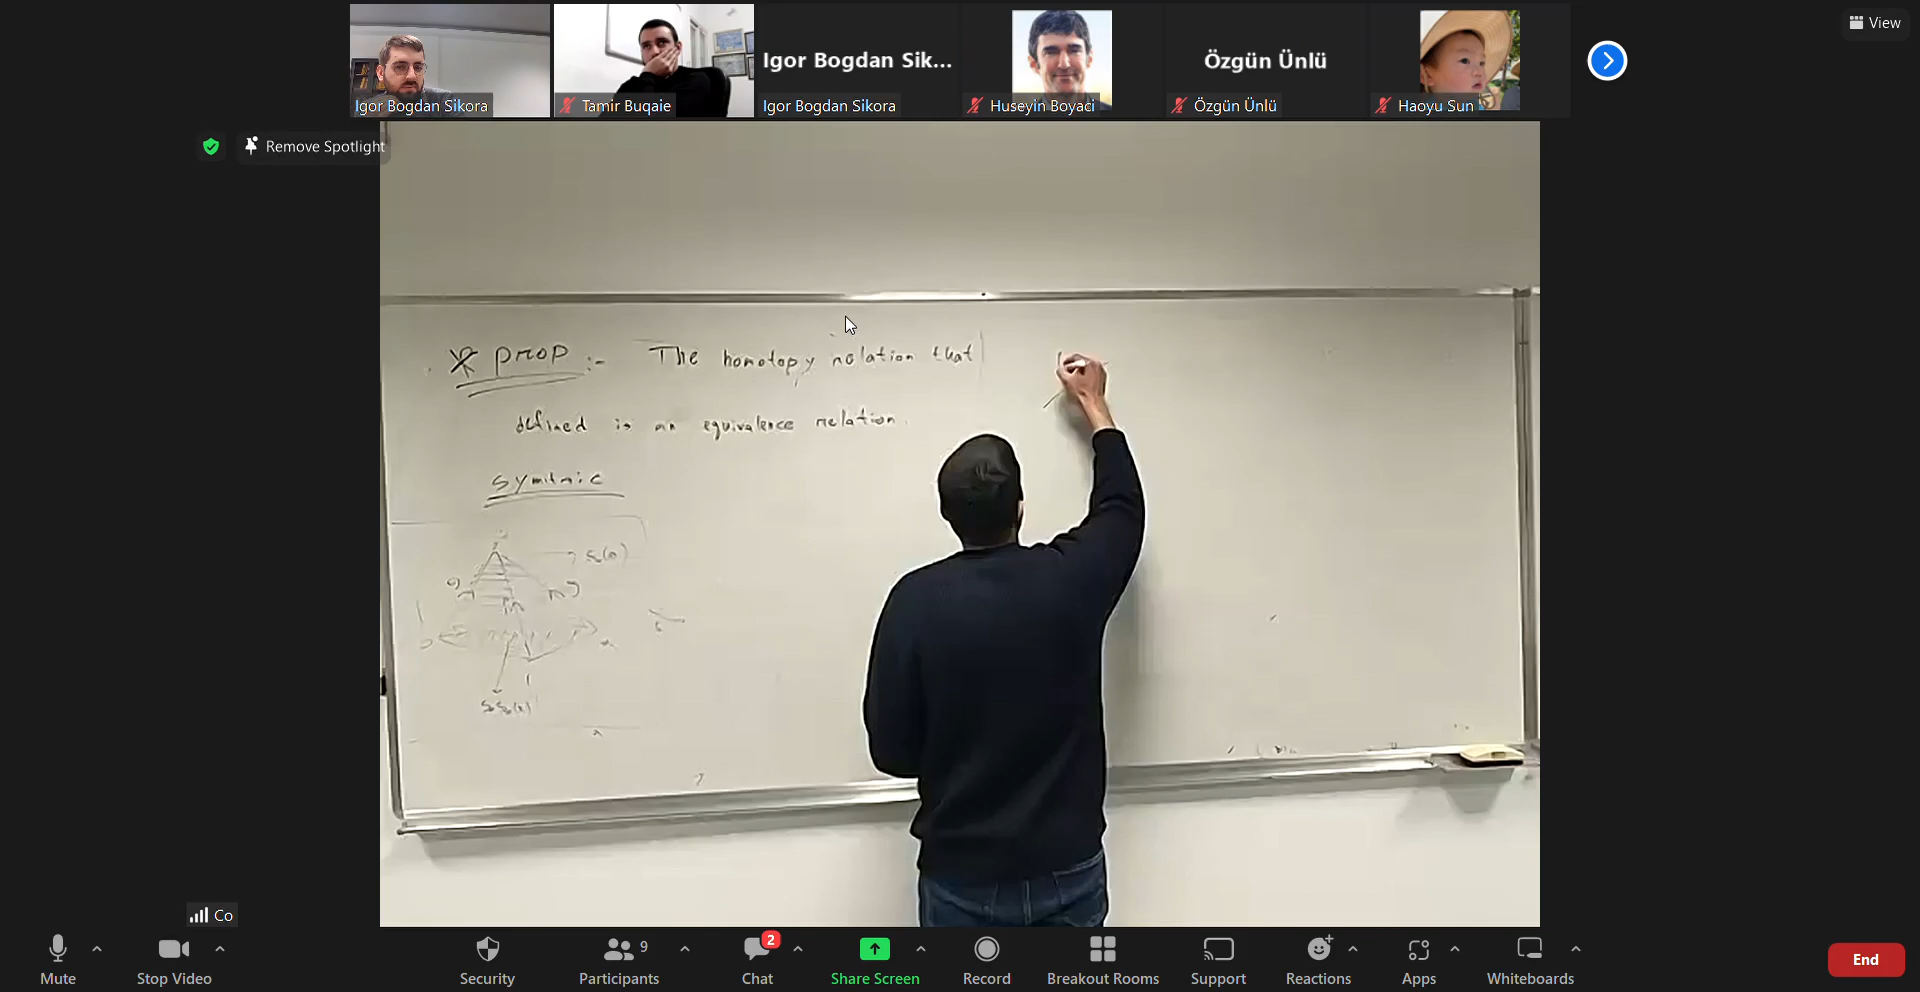 View
Igor Bogdan Sikora
Tamir Buqaie
Igor Bogdan Sik...
Igor Bogdan Sikora
Huseyin Boyaci
Özgün Ünlü
Özgün Ünlü
Haoyu Sun
Remove Spotlight
prop :- The homotopy relation that
defined is an equivalence relation.
symitric
Co
9
2
Mute
Stop Video
Security
Participants
Chat
Share Screen
Record
Breakout Rooms
Support
Reactions
Apps
Whiteboards
End